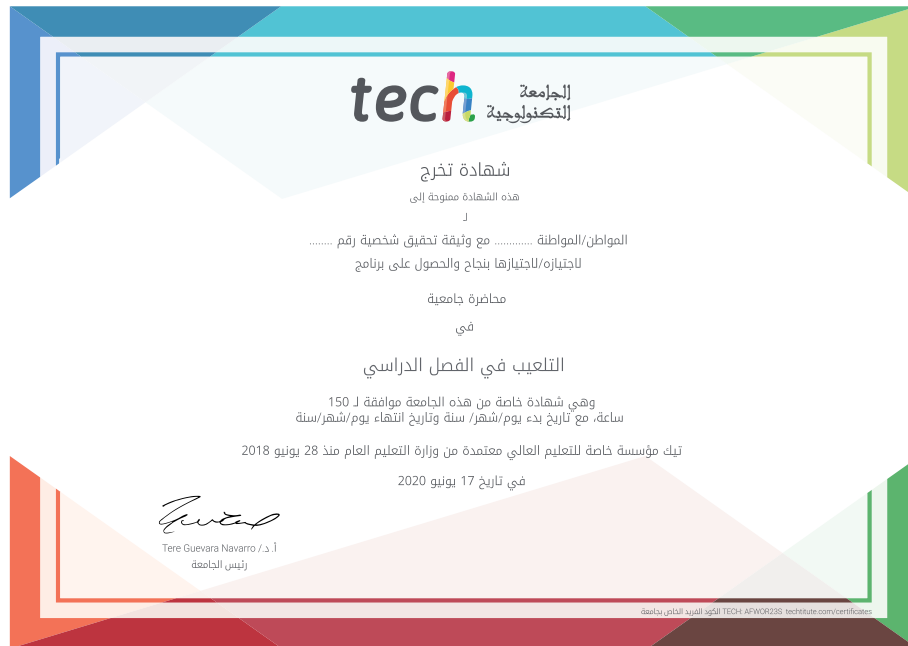 tech الجامعة
التكنولوجية
شهادة تخرج
هذه الشهادة ممنوحة إلى
لـ
المواطن/المواطنة ............. مع وثيقة تحقيق شخصية رقم ........
لاجتيازه/لاجتيازها بنجاح والحصول على برنامج
محاضرة جامعية
في
التلعيب في الفصل الدراسي
وهي شهادة خاصة من هذه الجامعة موافقة لـ 150
ساعة، مع تاريخ بدء يوم/شهر/ سنة وتاريخ انتهاء يوم/شهر/سنة
تيك مؤسسة خاصة للتعليم العالي معتمدة من وزارة التعليم العام منذ 28 يونيو 2018
في تاريخ 17 يونيو 2020
أ.د./ Tere Guevara Navarro
رئيس الجامعة
الكود الفريد الخاص بجامعة TECH: AFWOR23S techtitute.com/certificates